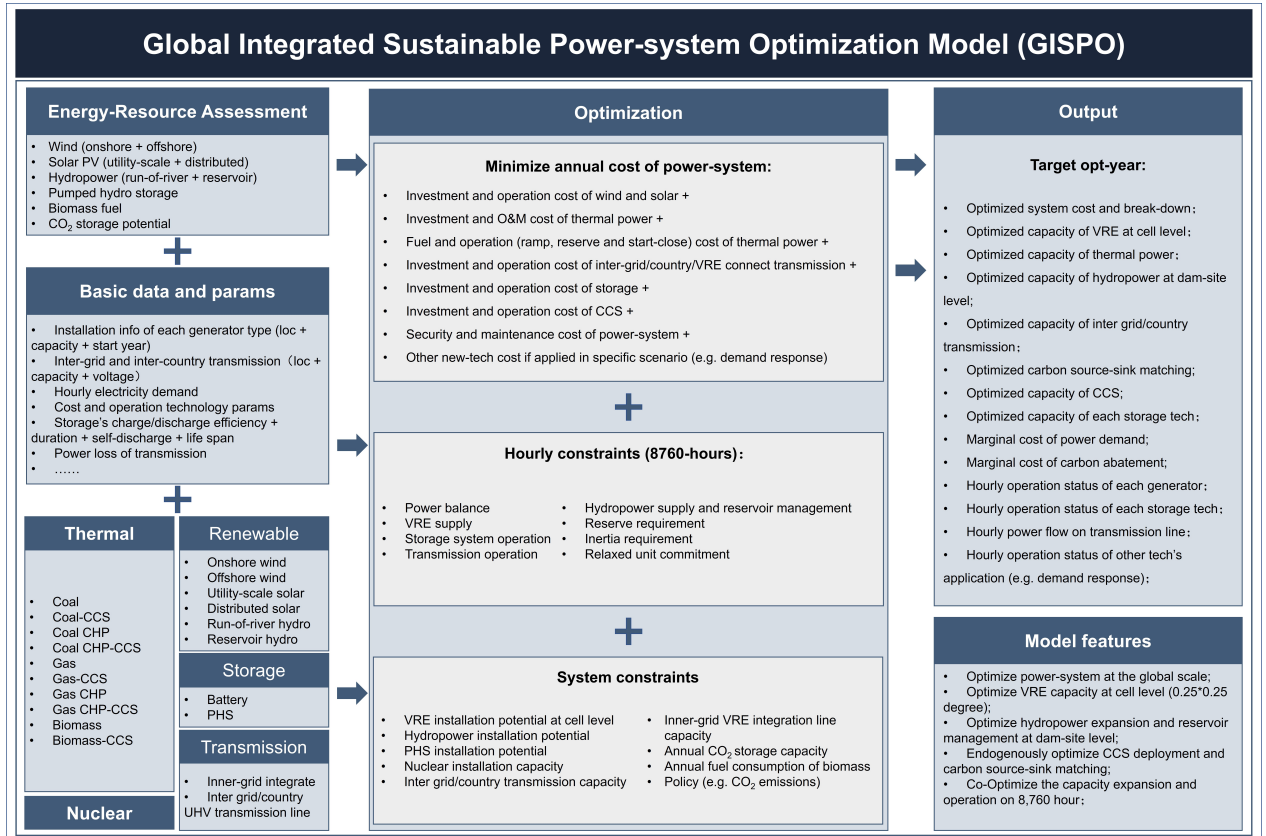 Global Integrated Sustainable Power-system Optimization Model (GISPO)
Energy-Resource Assessment
• Wind (onshore + offshore)
• Solar PV (utility-scale + distributed)
• Hydropower (run-of-river + reservoir)
• Pumped hydro storage
• Biomass fuel
• CO2 storage potential
+
Basic data and params
• Installation info of each generator type (loc +
capacity + start year)
• Inter-grid and inter-country transmission（loc +
capacity + voltage）
• Hourly electricity demand
• Cost and operation technology params
• Storage's charge/discharge efficiency +
duration + self-discharge + life span
• Power loss of transmission
• ……
+
Thermal
• Coal
• Coal-CCS
• Coal CHP
• Coal CHP-CCS
• Gas
• Gas-CCS
• Gas CHP
• Gas CHP-CCS
• Biomass
• Biomass-CCS
Nuclear
Renewable
• Onshore wind
• Offshore wind
• Utility-scale solar
• Distributed solar
• Run-of-river hydro
• Reservoir hydro
Storage
• Battery
• PHS
Transmission
• Inner-grid integrate
• Inter grid/country
UHV transmission line
Optimization
Minimize annual cost of power-system:
• Investment and operation cost of wind and solar +
• Investment and O&M cost of thermal power +
• Fuel and operation (ramp, reserve and start-close) cost of thermal power +
• Investment and operation cost of inter-grid/country/VRE connect transmission +
• Investment and operation cost of storage +
• Investment and operation cost of CCS +
• Security and maintenance cost of power-system +
• Other new-tech cost if applied in specific scenario (e.g. demand response)
+
Hourly constraints (8760-hours)：
• Power balance
• VRE supply
• Storage system operation
• Transmission operation
• Hydropower supply and reservoir management
• Reserve requirement
• Inertia requirement
• Relaxed unit commitment
+
System constraints
• VRE installation potential at cell level
• Hydropower installation potential
• PHS installation potential
• Nuclear installation capacity
• Inter grid/country transmission capacity
• Inner-grid VRE integration line
capacity
• Annual CO2 storage capacity
• Annual fuel consumption of biomass
• Policy (e.g. CO2 emissions)
Output
Target opt-year:
• Optimized system cost and break-down；
• Optimized capacity of VRE at cell level；
• Optimized capacity of thermal power；
• Optimized capacity of hydropower at dam-site
level;
• Optimized capacity of inter grid/country
transmission；
• Optimized carbon source-sink matching;
• Optimized capacity of CCS;
• Optimized capacity of each storage tech；
• Marginal cost of power demand;
• Marginal cost of carbon abatement;
• Hourly operation status of each generator；
• Hourly operation status of each storage tech；
• Hourly power flow on transmission line;
• Hourly operation status of other tech's
application (e.g. demand response)；
Model features
• Optimize power-system at the global scale;
• Optimize VRE capacity at cell level (0.25*0.25
degree);
• Optimize hydropower expansion and reservoir
management at dam-site level;
• Endogenously optimize CCS deployment and
carbon source-sink matching;
• Co-Optimize the capacity expansion and
operation on 8,760 hour；